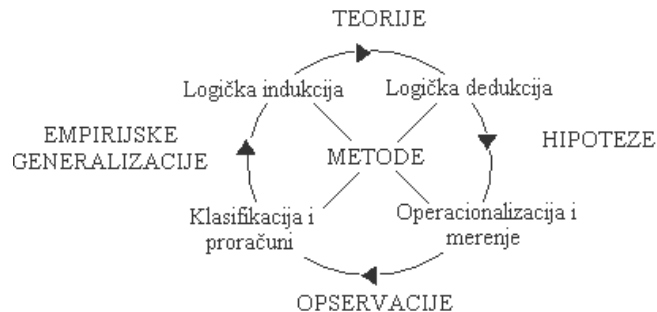 TEORIJE
Logička indukcija
Logička dedukcija
EMPIRIJSKE
GENERALIZACIJE
METODE
HIPOTEZE
Klasifikacija i
proračuni
Operacionalizacija i
merenje
OPSERVACIJE